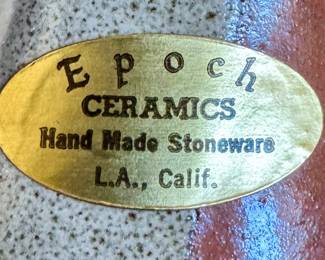 Epoch
CERAMICS
Hand Made Stoneware
L.A., Calif.